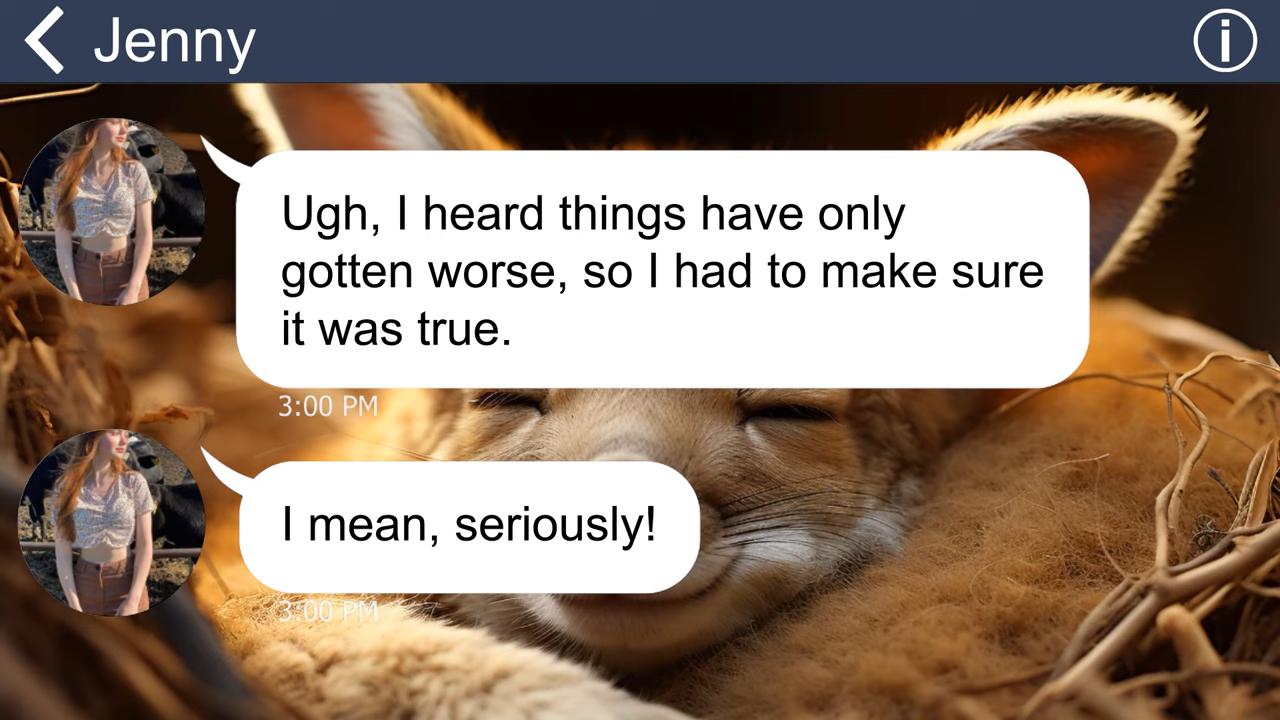 Jenny
Ugh, I heard things have only
gotten worse, so I had to make sure
it was true.
3:00 PM
I mean, seriously!
3:00 PM